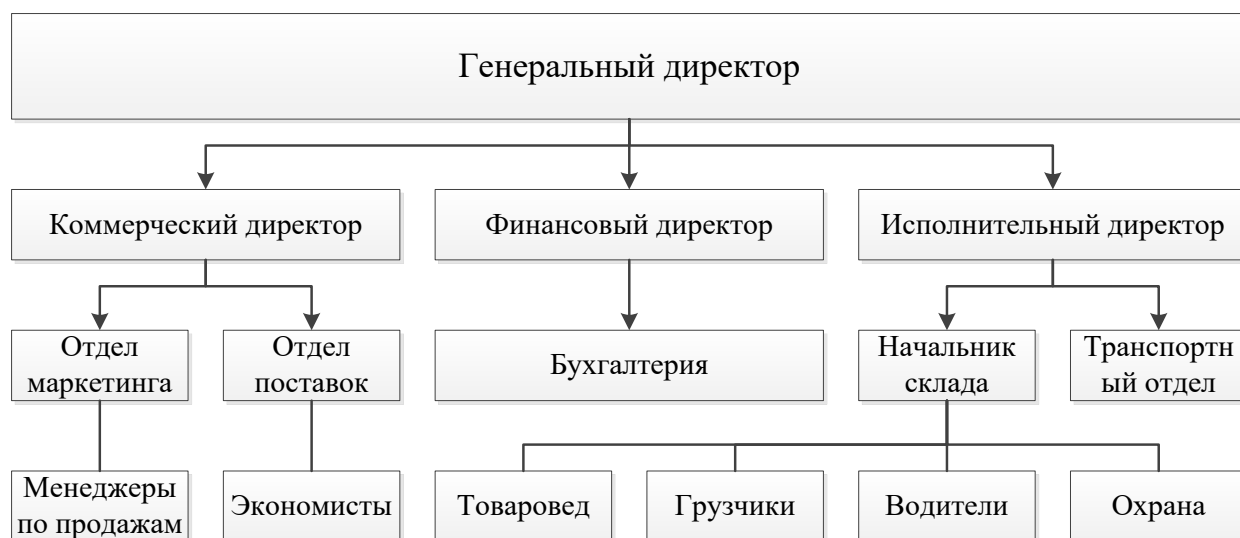 Генеральный директор
Коммерческий директор
Финансовый директор
Исполнительный директор
Отдел
маркетинга
Отдел
поставок
Бухгалтерия
Начальник
склада
Транспортн
ый отдел
Менеджеры
по продажам
Экономисты
Товаровед
Грузчики
Водители
Охрана